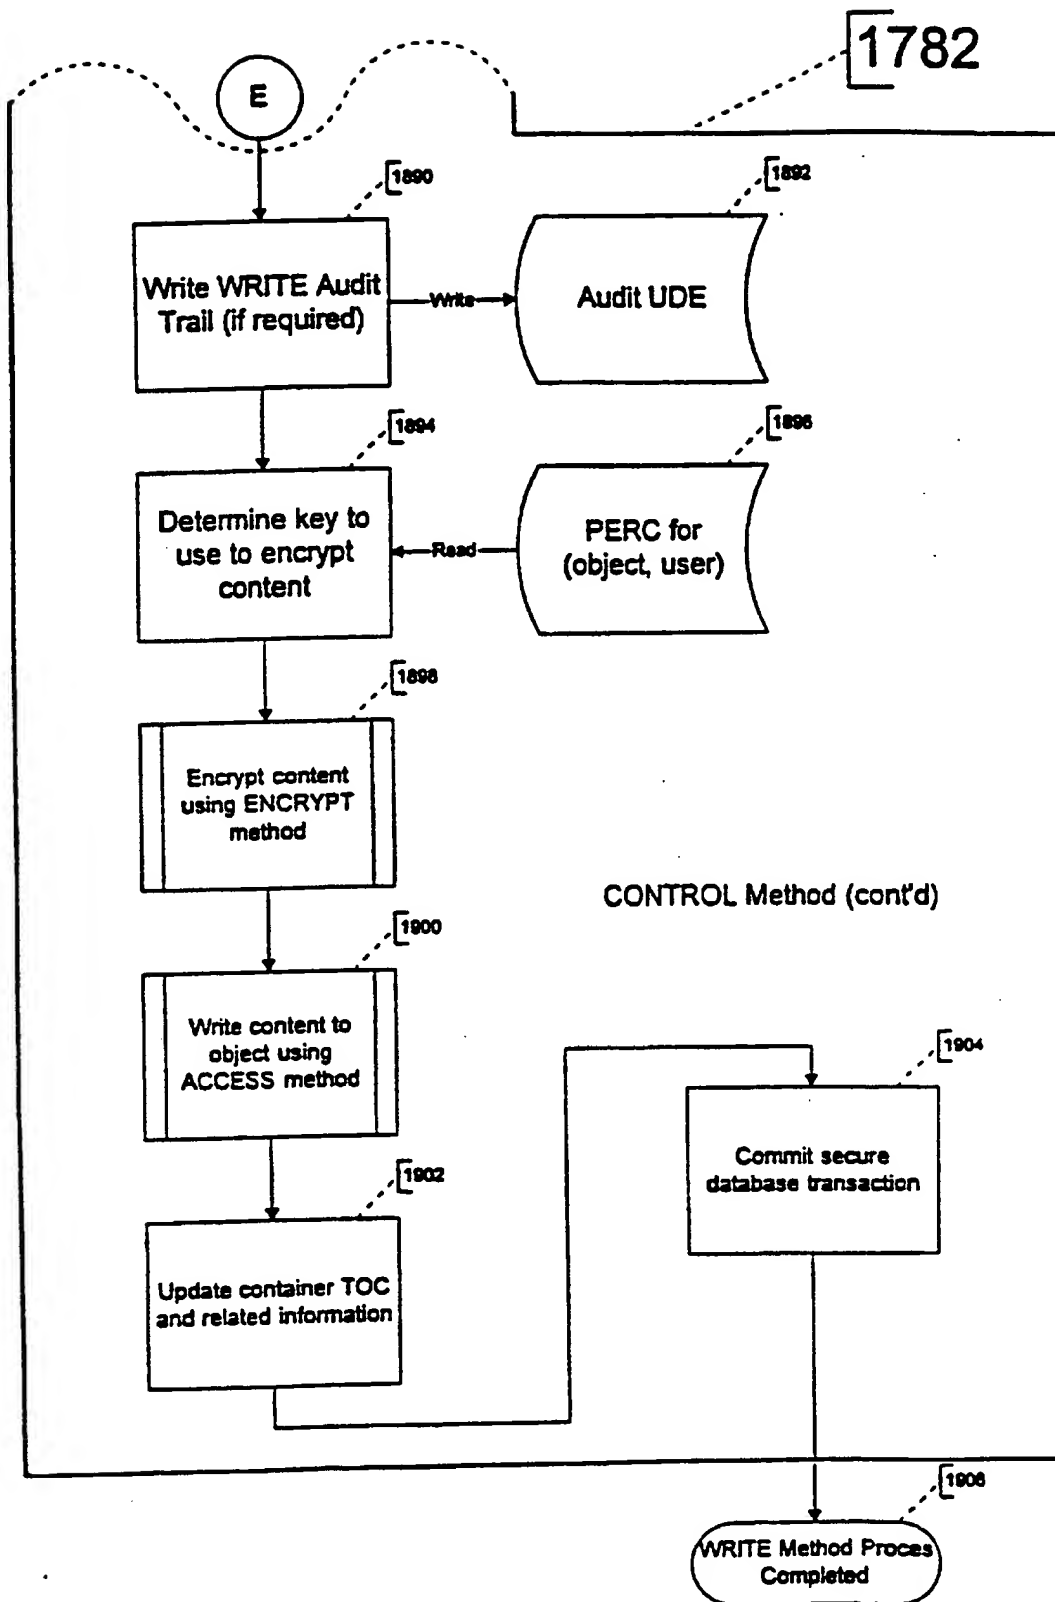 1782
E
1890
1892
Write WRITE Audit
Trail (if required)
Write
Audit UDE
1894
1896
Determine key to
use to encrypt
content
Read
PERC for
(object, user)
1898
Encrypt content
using ENCRYPT
method
CONTROL Method (cont'd)
1900
Write content to
object using
ACCESS method
1904
Commit secure
database transaction
1902
Update container TOC
and related information
1906
WRITE Method Proces
Completed